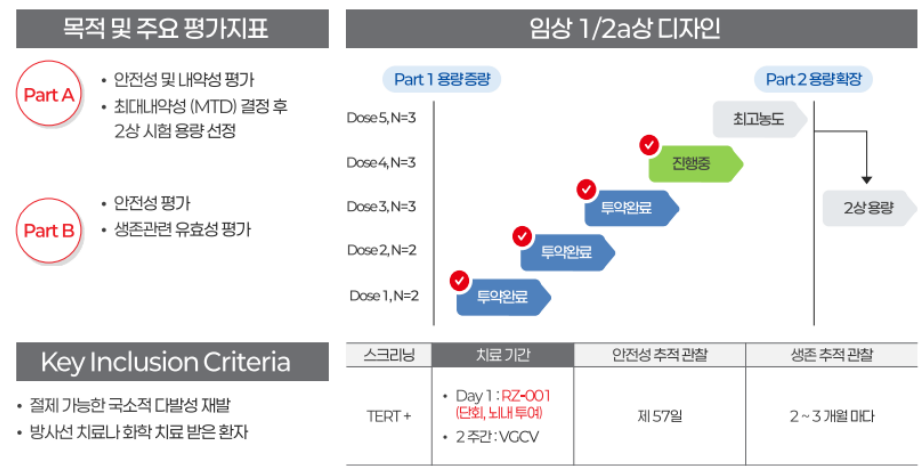 목적 및 주요 평가지표
Part A
• 안전성 및 내약성 평가
• 최대내약성 (MTD) 결정 후
2상 시험 용량 선정
Part B
• 안전성 평가
• 생존관련 유효성 평가
임상 1/2a상 디자인
Part 1 용량증량
Part 2 용량확장
Dose 5, N=3
최고농도
Dose 4, N=3
진행중
Dose 3, N=3
투약완료
2상 용량
Dose 2, N=2
투약완료
Dose 1, N=2
투약완료
Key Inclusion Criteria
• 절제 가능한 국소적 다발성 재발
• 방사선 치료나 화학 치료 받은 환자
스크리닝
치료 기간
안전성 추적 관찰
생존 추적 관찰
TERT +
• Day 1 : RZ-001
(단회, 뇌내 투여)
• 2 주간 : VGCV
제 57일
2 ~ 3 개월 마다